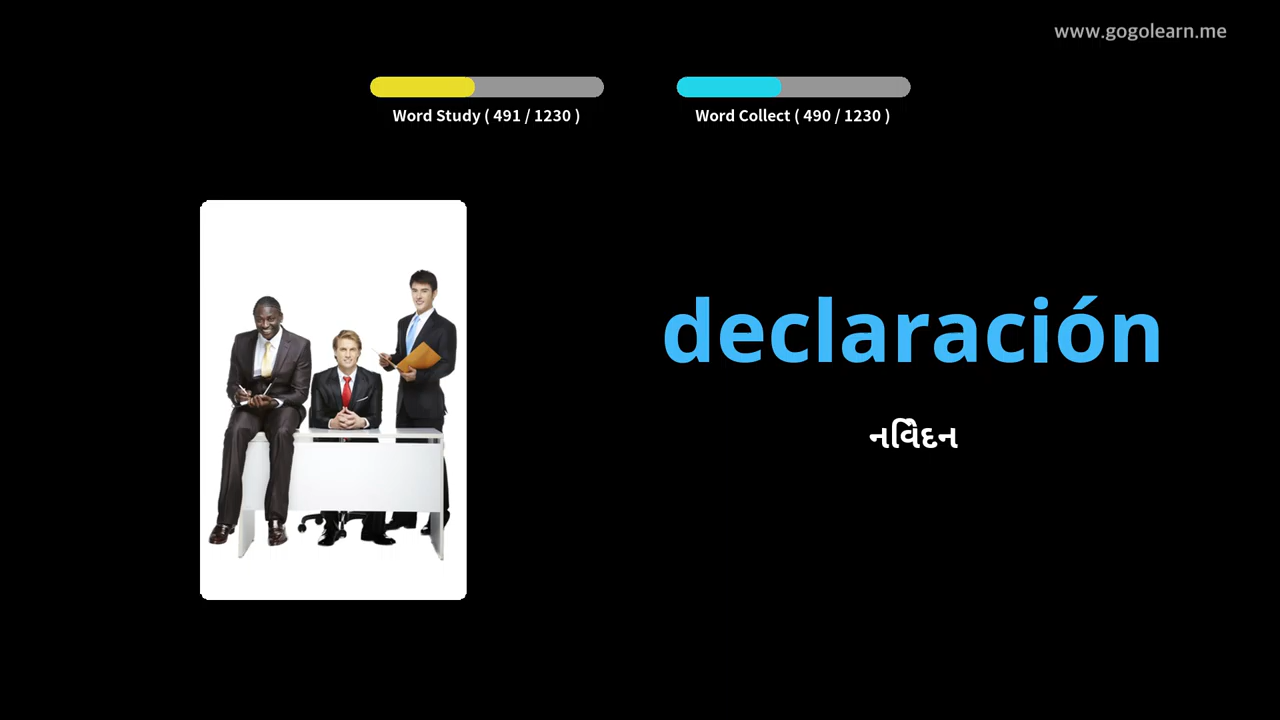 www.gogolearn.me
Word Study ( 491 / 1230 )
Word Collect ( 490 / 1230 )
declaración
નિવેદન